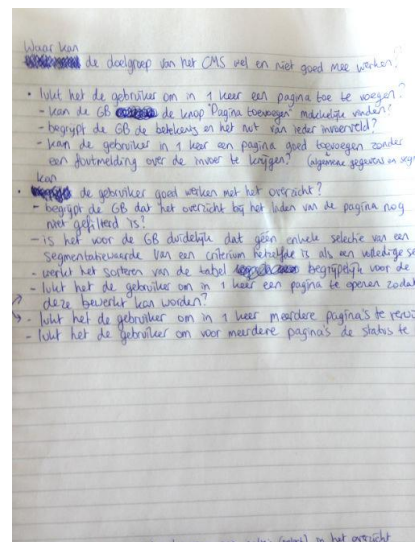 Waar kan
de doelgroep van het CMS wel en niet goed mee werken?
• lukt het de gebruiker om in 1 keer een pagina toe te voegen?
- kan de GB de knop "Pagina toevoegen" makkelijk vinden?
- begrijpt de GB de betekenis en het nut van ieder invoerveld?
- kan de gebruiker in 1 keer een pagina goed toevoegen zonder
een foutmelding over de invoer te krijgen? (algemene gegevens en seg
kan
• de gebruiker goed werken met het overzicht?
- begrijpt de GB dat het overzicht bij het laden van de pagina nog
niet gefilterd is?
- is het voor de GB duidelijk dat géén enkele selectie van een
segmentatiewaarde van een criterium hetzelfde is als een volledige se
- werkt het sorteren van de tabel begrijpelijk voor de
- lukt het de gebruiker om in 1 keer een pagina te openen zodat
deze bewerkt kan worden?
- lukt het de gebruiker om in 1 keer meerdere pagina's te verwi
- lukt het de gebruiker om voor meerdere pagina's de status te
in het overzicht